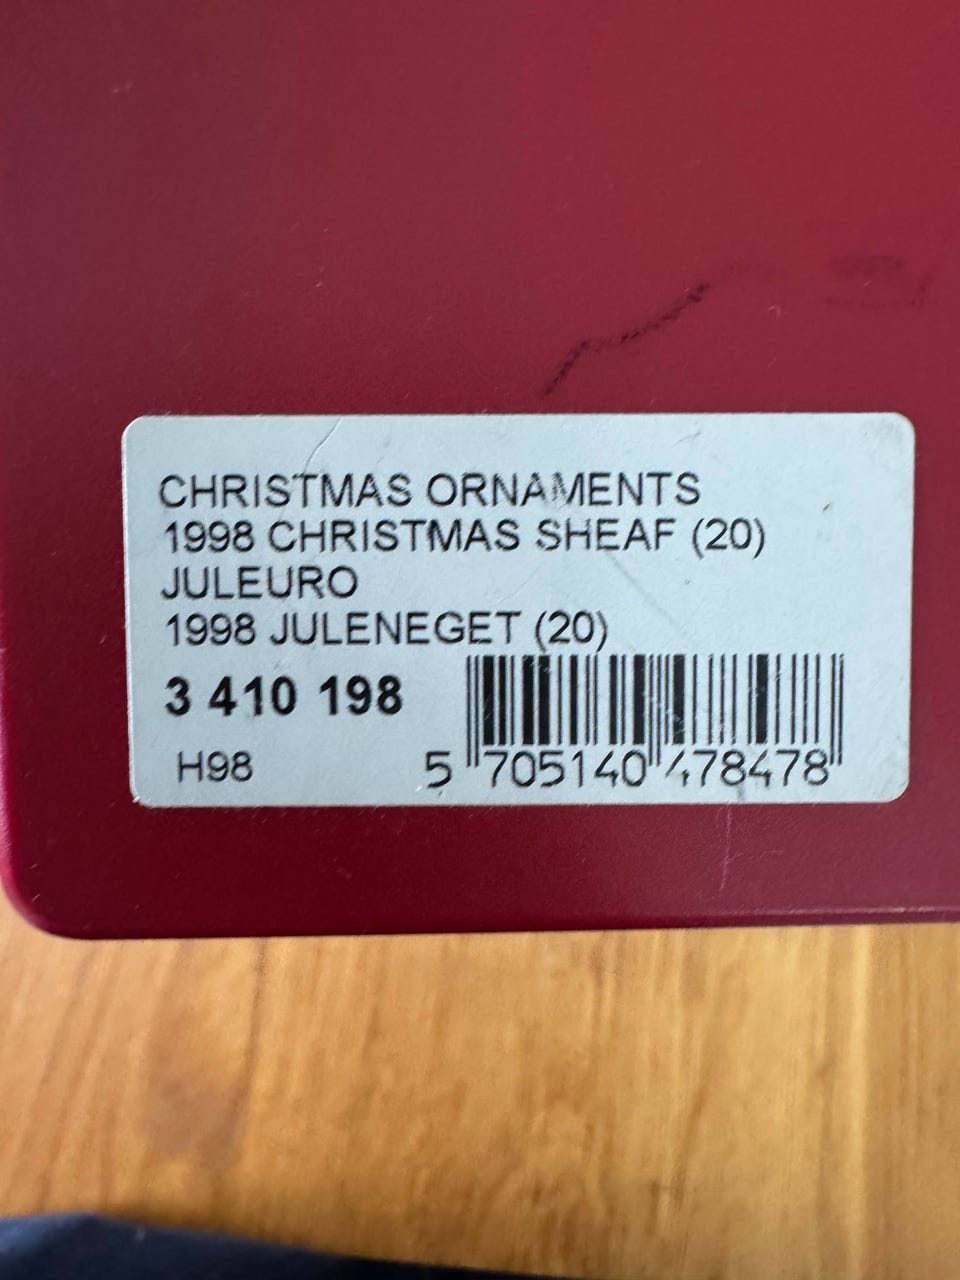 CHRISTMAS ORNAMENTS
1998 CHRISTMAS SHEAF (20)
JULEURO
1998 JULENEGET (20)
3 410 198
H98
5 705140 478478